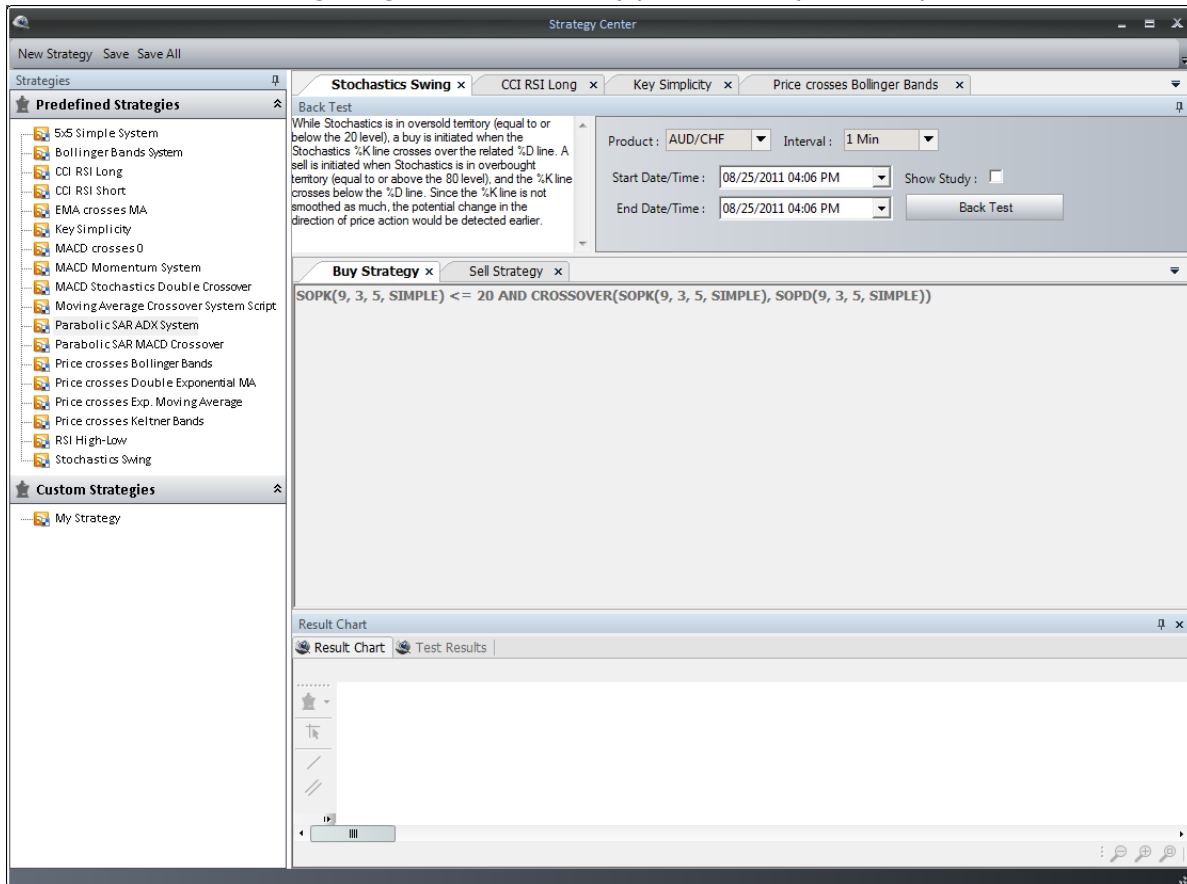 Strategy Center
New Strategy Save Save All
Strategies
Predefined Strategies
5x5 Simple System
Bollinger Bands System
CCI RSI Long
CCI RSI Short
EMA crosses MA
Key Simplicity
MACD crosses 0
MACD Momentum System
MACD Stochastics Double Crossover
Moving Average Crossover System Script
Parabolic SAR ADX System
Parabolic SAR MACD Crossover
Price crosses Bollinger Bands
Price crosses Double Exponential MA
Price crosses Exp. Moving Average
Price crosses Keltner Bands
RSI High-Low
Stochastics Swing
Custom Strategies
My Strategy
Stochastics Swing x CCI RSI Long x Key Simplicity x Price crosses Bolinger Bands x
Back Test
While Stochastics is in oversold territory (equal to or
below the 20 level), a buy is initiated when the
Stochastics %K line crosses over the related %D line. A
sell is initiated when Stochastics is in overbought
territory (equal to or above the 80 level), and the %K line
crosses below the %D line. Since the %K line is not
smoothed as much, the potential change in the
direction of price action would be detected earlier.
Product : AUD/CHF Interval : 1 Min
Start Date/Time : 08/25/2011 04:06 PM Show Study :
End Date/Time : 08/25/2011 04:06 PM Back Test
Buy Strategy x Sell Strategy x
SOPK(9, 3, 5, SIMPLE) <= 20 AND CROSSOVER(SOPK(9, 3, 5, SIMPLE), SOPD(9, 3, 5, SIMPLE))
Result Chart
Result Chart Test Results